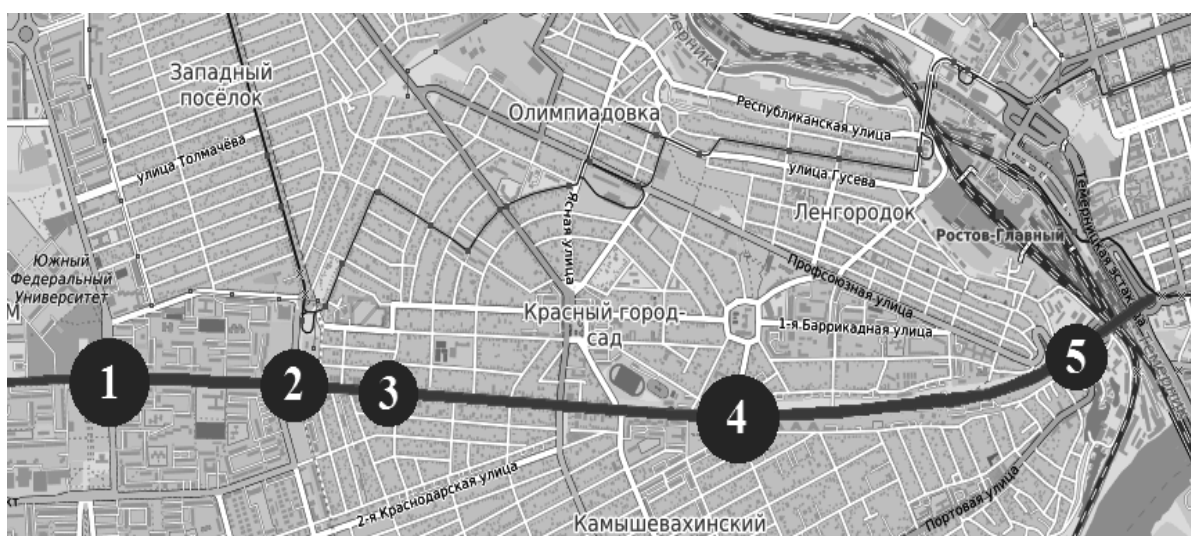 Темерник
Западный
посёлок
Олимпиадовка
Республиканская улица
улица Толмачёва
улица Гусева
Ясная улица
Ленгородок
Ростов-Главный
Южный
Федеральный
Университет
Профсоюзная улица
М
Красный город-
сад
1-я Баррикадная улица
1
2
3
4
5
2-я Краснодарская улица
Портовая улица
Камышевахинский